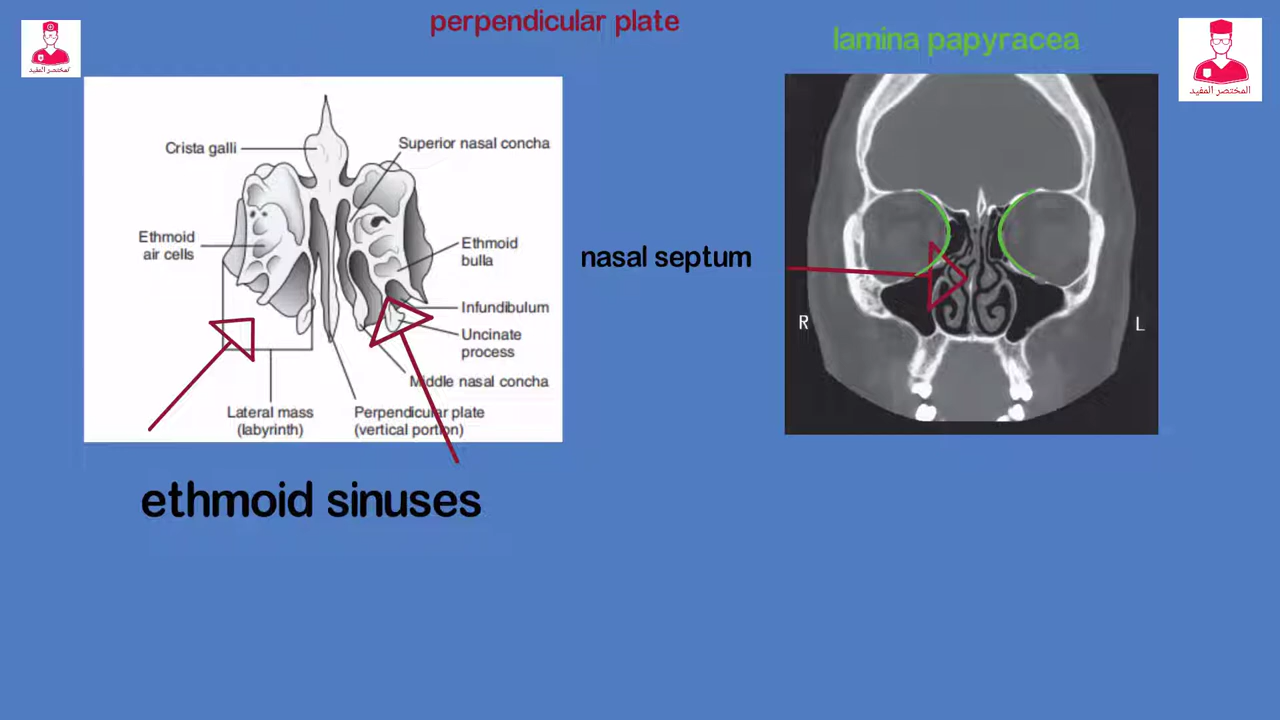 perpendicular plate
lamina papyracea
المختصر المفيد
المختصر المفيد
Crista galli
Superior nasal concha
Ethmoid
air cells
Ethmoid
bulla
nasal septum
Infundibulum
Uncinate
process
Middle nasal concha
Lateral mass
(labyrinth)
Perpendicular plate
(vertical portion)
R
L
ethmoid sinuses